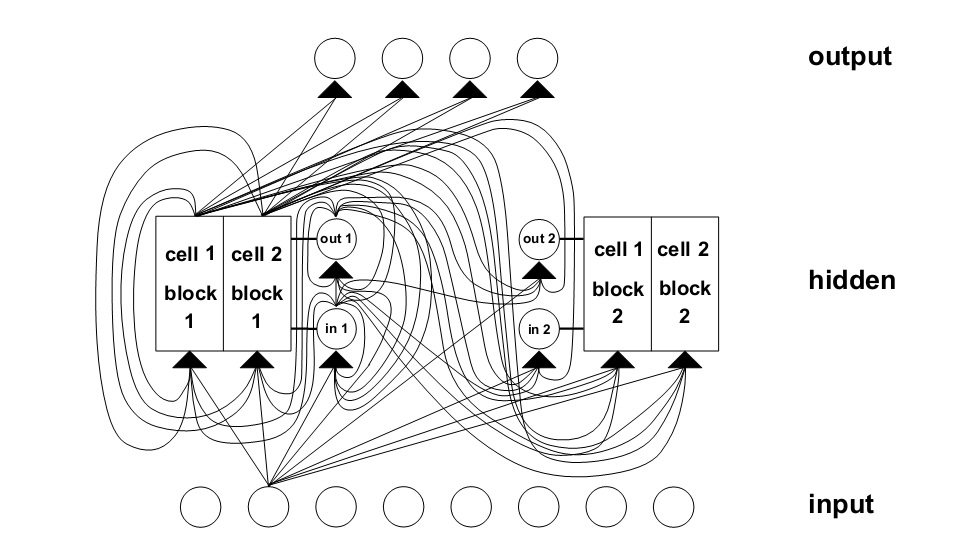 output
out 1
out 2
cell 1
cell 2
cell 1
cell 2
hidden
block
1
block
1
block
2
block
2
in 1
in 2
input